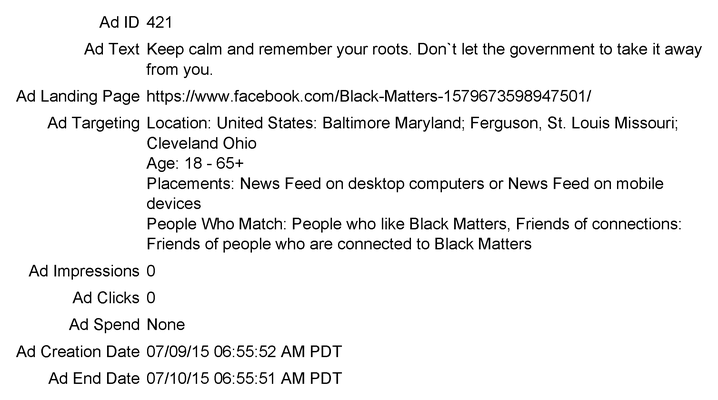 Ad ID 421
Ad Text Keep calm and remember your roots. Don`t let the government to take it away
from you.
Ad Landing Page https://www.facebook.com/Black-Matters-1579673598947501/
Ad Targeting Location: United States: Baltimore Maryland; Ferguson, St. Louis Missouri;
Cleveland Ohio
Age: 18 - 65+
Placements: News Feed on desktop computers or News Feed on mobile
devices
People Who Match: People who like Black Matters, Friends of connections:
Friends of people who are connected to Black Matters
Ad Impressions 0
Ad Clicks 0
Ad Spend None
Ad Creation Date 07/09/15 06:55:52 AM PDT
Ad End Date 07/10/15 06:55:51 AM PDT